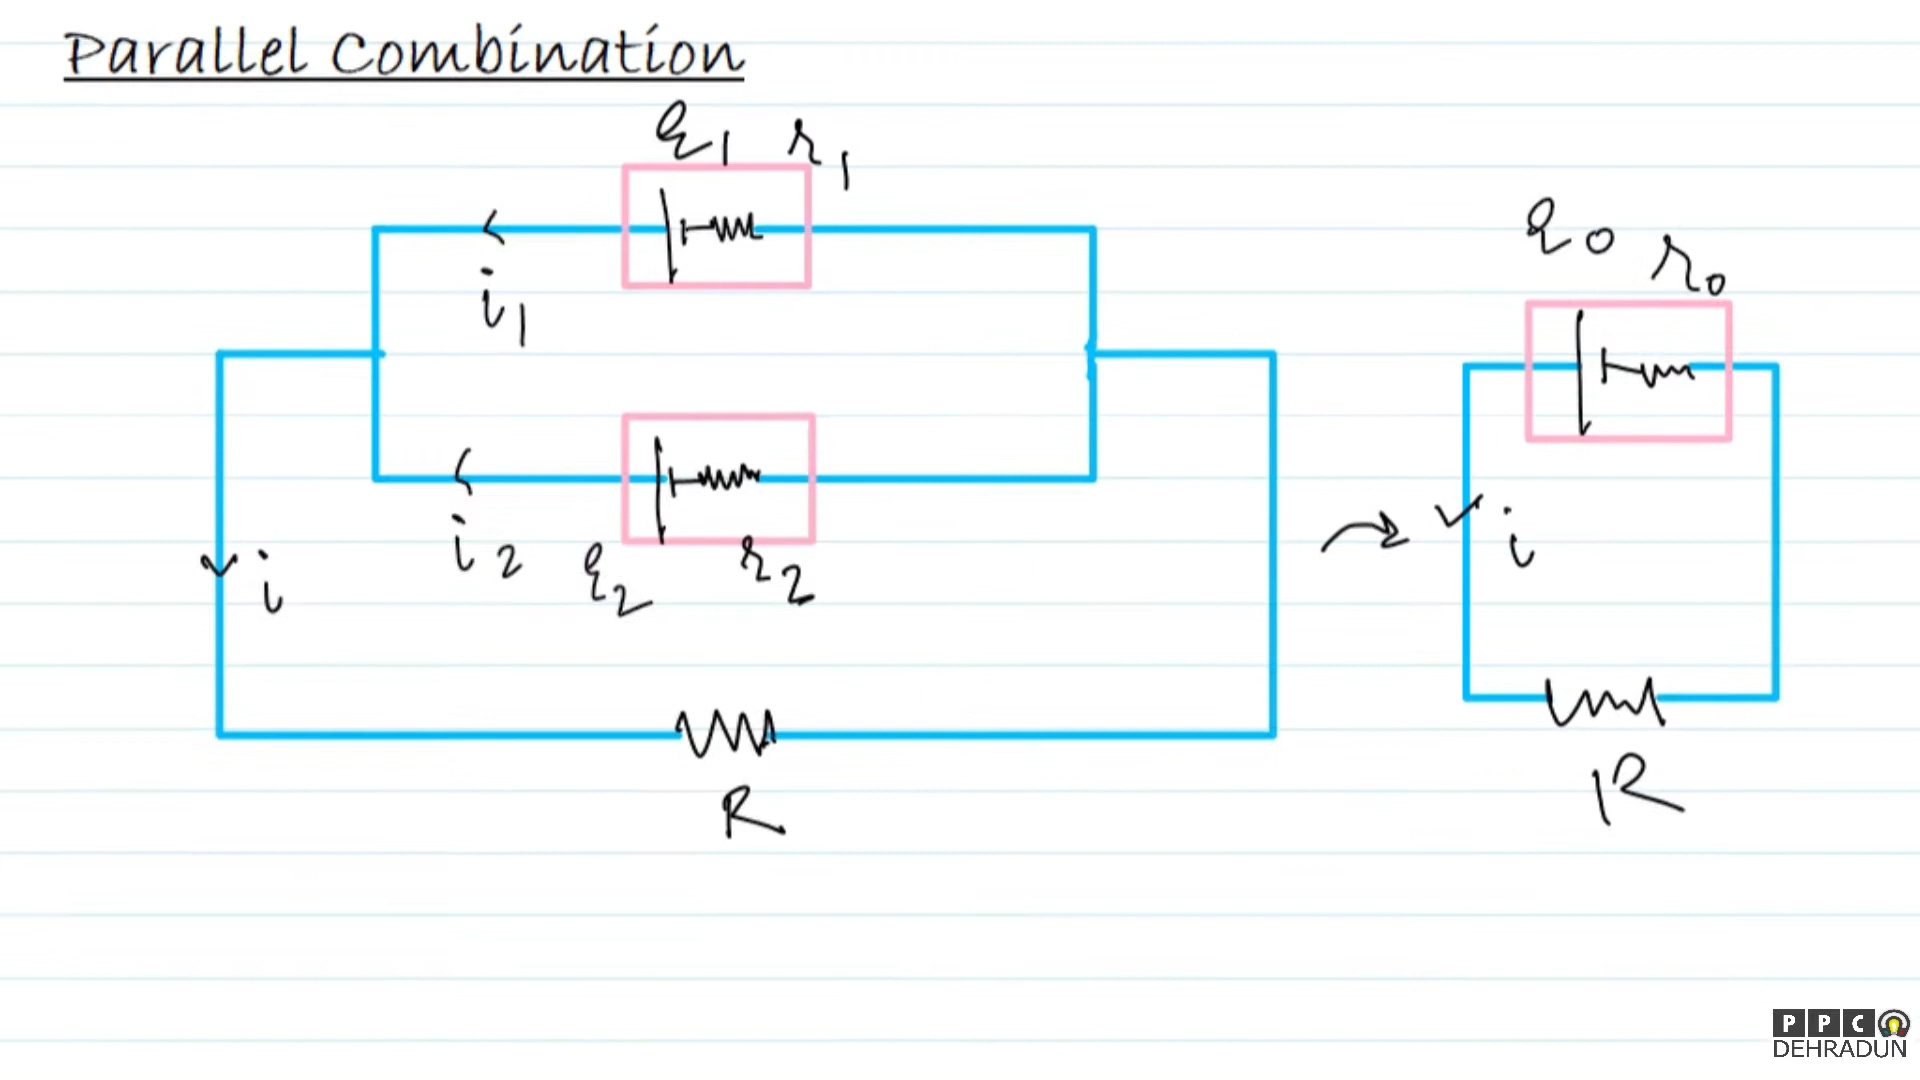 Parallel Combination
ε1 r1
i1
ε0 r0
i2 ε2 r2
i
i
R
R
PPC
DEHRADUN